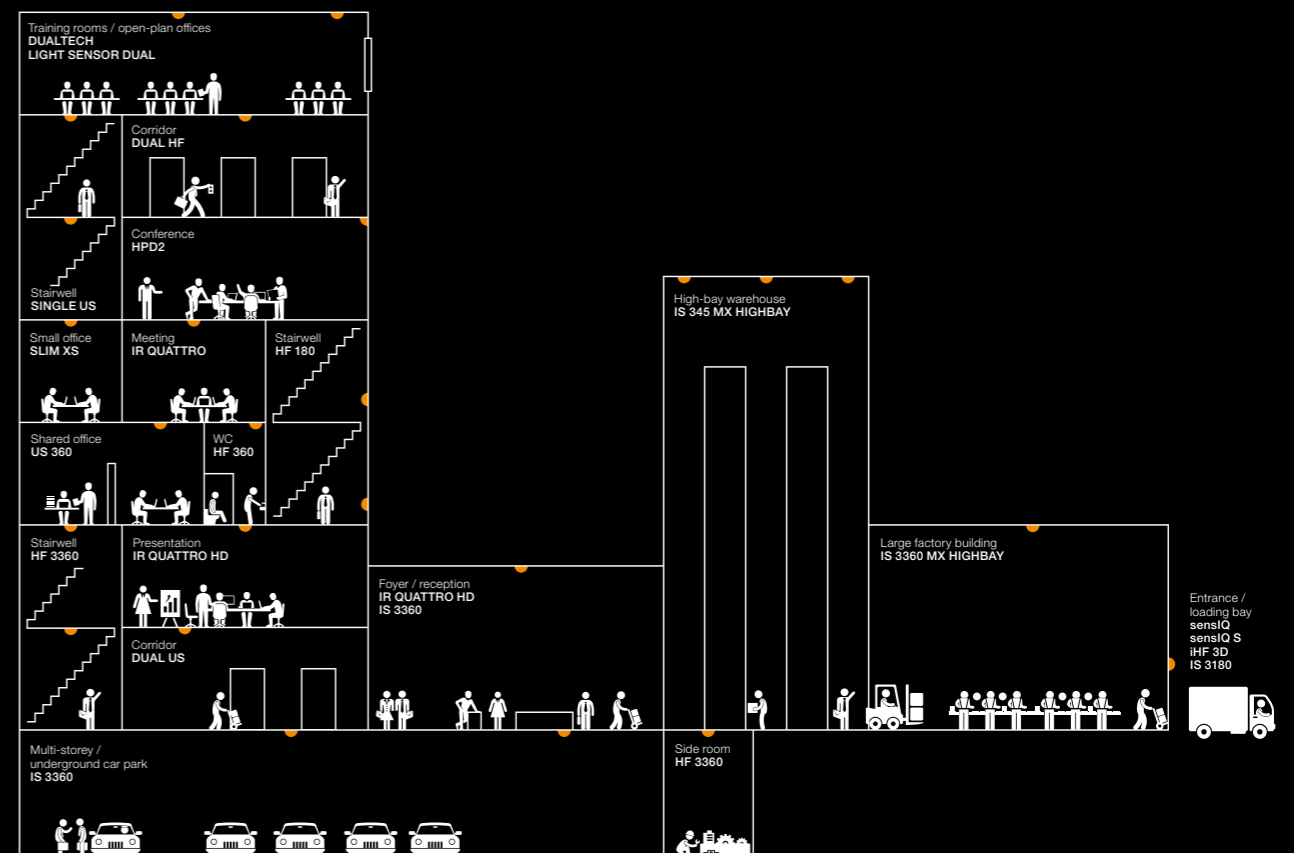 Training rooms / open-plan offices
DUALTECH
LIGHT SENSOR DUAL
Corridor
DUAL HF
Conference
HPD2
Stairwell
SINGLE US
Small office
SLIM XS
Meeting
IR QUATTRO
Stairwell
HF 180
Shared office
US 360
WC
HF 360
Stairwell
HF 3360
Presentation
IR QUATTRO HD
Corridor
DUAL US
Foyer / reception
IR QUATTRO HD
IS 3360
High-bay warehouse
IS 345 MX HIGHBAY
Large factory building
IS 3360 MX HIGHBAY
Entrance /
loading bay
sensIQ
sensIQ S
iHF 3D
IS 3180
Multi-storey /
underground car park
IS 3360
Side room
HF 3360